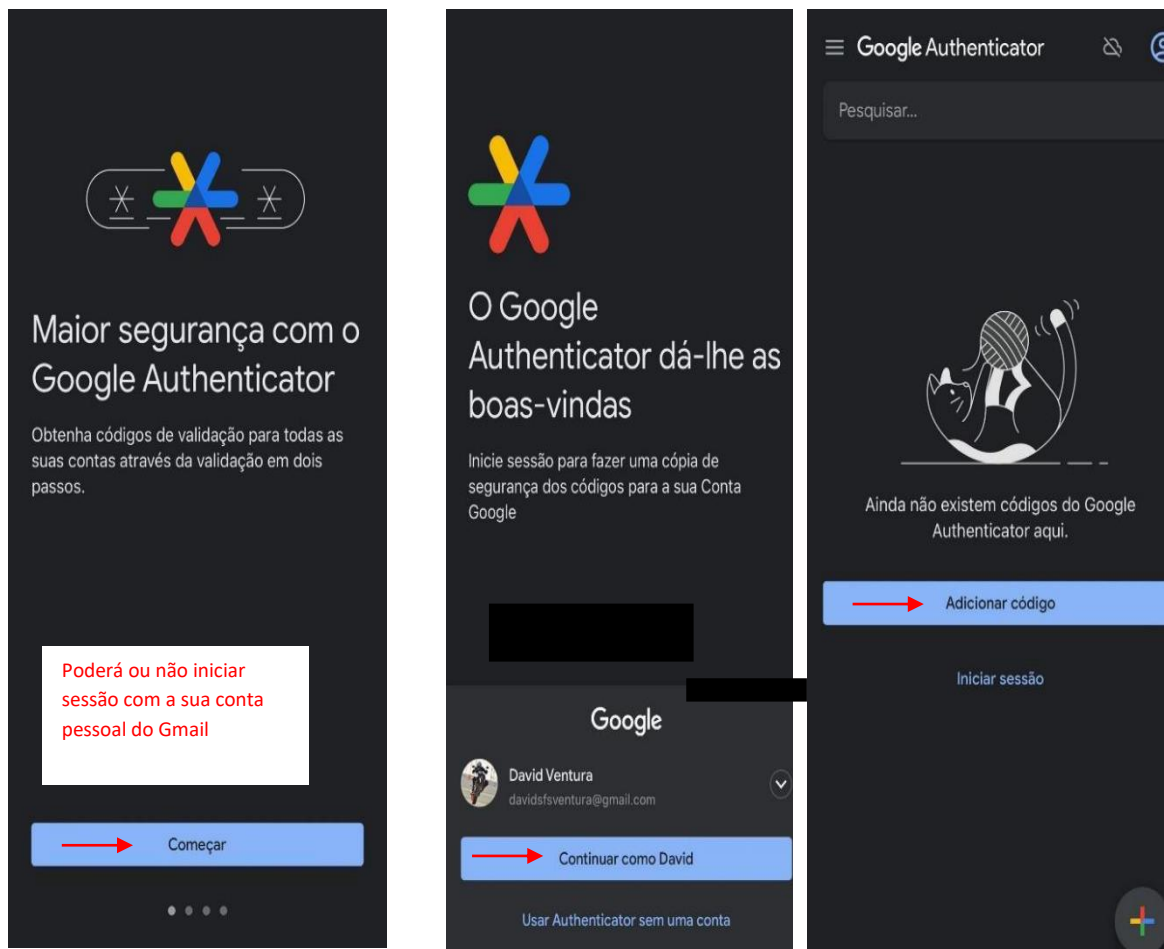 Maior segurança com o
Google Authenticator
Obtenha códigos de validação para todas as
suas contas através da validação em dois
passos.
Poderá ou não iniciar
sessão com a sua conta
pessoal do Gmail
Começar
O Google
Authenticator dá-lhe as
boas-vindas
Inicie sessão para fazer uma cópia de
segurança dos códigos para a sua Conta
Google
Google
David Ventura
davidsfsventura@gmail.com
Continuar como David
Usar Authenticator sem uma conta
Google Authenticator
Pesquisar...
Ainda não existem códigos do Google
Authenticator aqui.
Adicionar código
Iniciar sessão